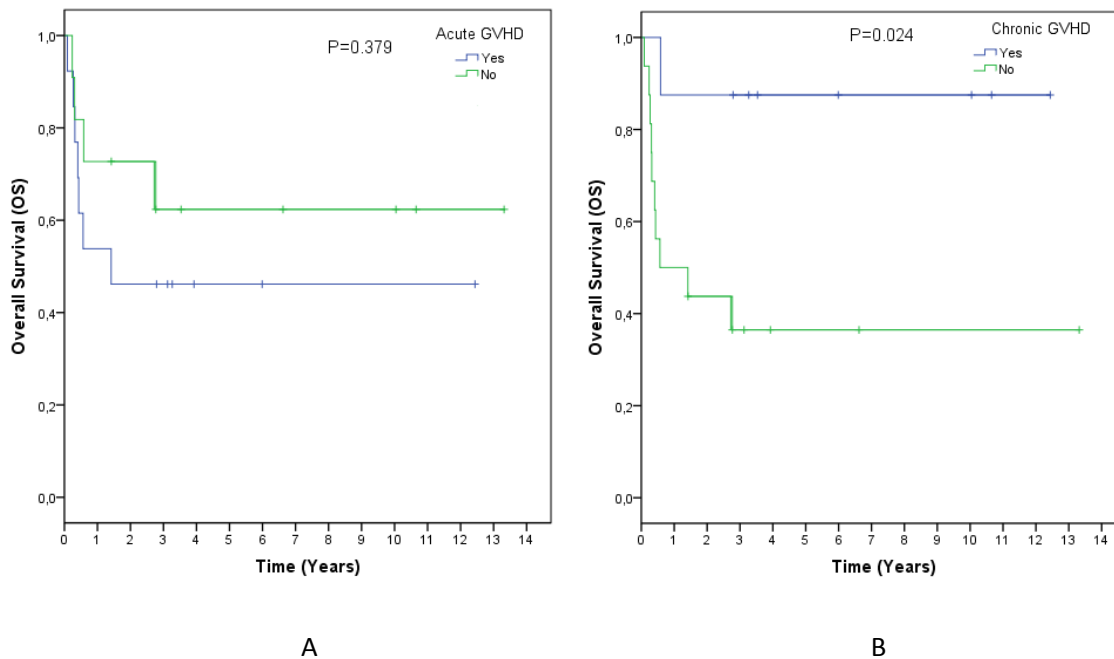 Acute GVHD
P=0.379
Yes
No
1,0
0,8
0,6
0,4
0,2
0,0
Overall Survival (OS)
0 1 2 3 4 5 6 7 8 9 10 11 12 13 14
Time (Years)
A
Chronic GVHD
P=0.024
Yes
No
1,0
0,8
0,6
0,4
0,2
0,0
Overall Survival (OS)
0 1 2 3 4 5 6 7 8 9 10 11 12 13 14
Time (Years)
B